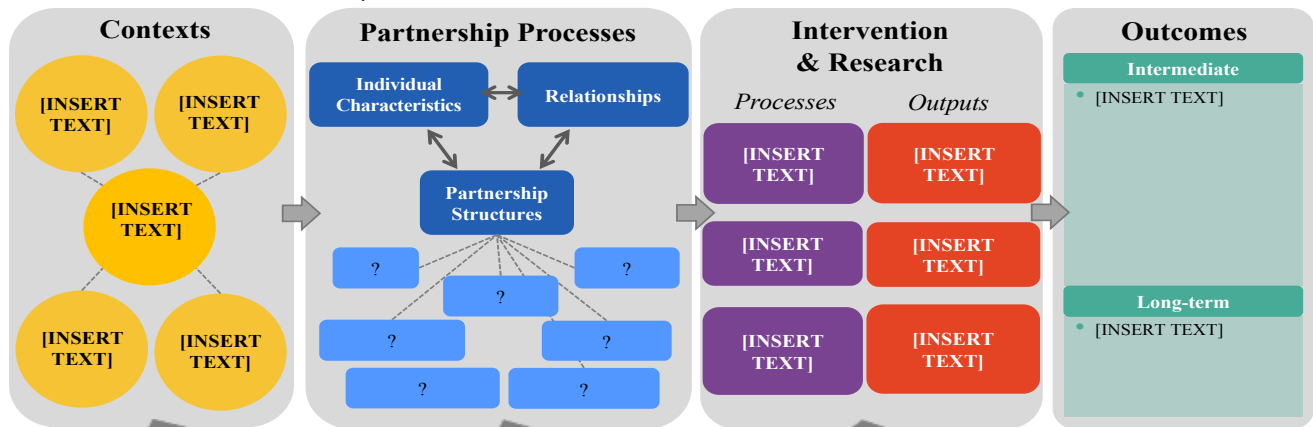 Contexts
[INSERT
TEXT]
[INSERT
TEXT]
[INSERT
TEXT]
[INSERT
TEXT]
[INSERT
TEXT]
Partnership Processes
Individual
Characteristics
Relationships
Partnership
Structures
?
?
?
?
?
?
?
Intervention
& Research
Processes
Outputs
[INSERT
TEXT]
[INSERT
TEXT]
[INSERT
TEXT]
[INSERT
TEXT]
[INSERT
TEXT]
[INSERT
TEXT]
Outcomes
Intermediate
• [INSERT TEXT]
Long-term
• [INSERT TEXT]